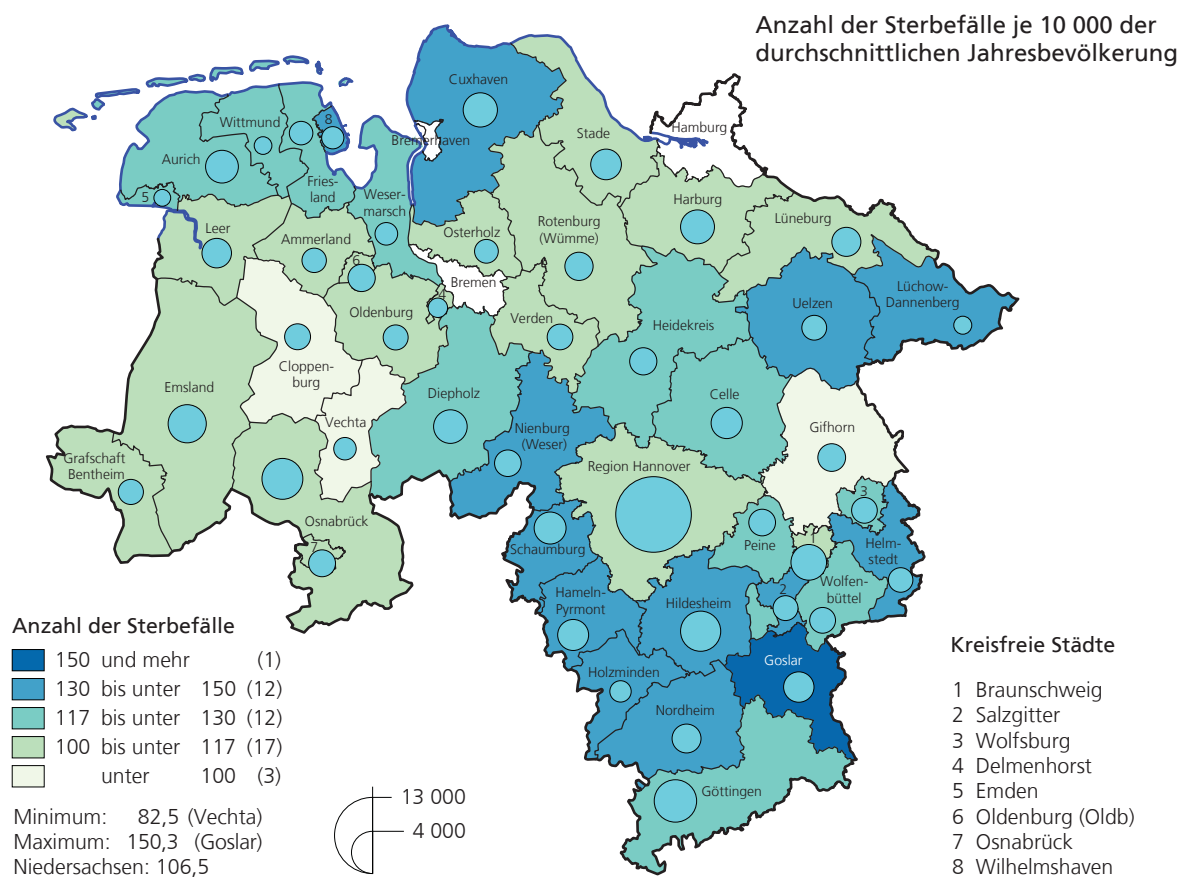 Anzahl der Sterbefälle je 10 000 der
durchschnittlichen Jahresbevölkerung
Cuxhaven
Wittmund
8
Bremerhaven
Hamburg
Stade
Aurich
Fries-
land
5
Weser-
marsch
Harburg
Lüneburg
Leer
Ammerland
Osterholz
Rotenburg
(Wümme)
6
Bremen
4
Lüchow-
Dannenberg
Uelzen
Oldenburg
Verden
Heidekreis
Cloppen-
burg
Emsland
Diepholz
Celle
Vechta
Nienburg
(Weser)
Gifhorn
Grafschaft
Bentheim
Region Hannover
3
Osnabrück
7
Schaumburg
Peine
1
Helm-
stedt
Wolfen-
büttel
2
Hameln-
Pyrmont
Hildesheim
Holzminden
Goslar
Nordheim
Göttingen
Anzahl der Sterbefälle
150 und mehr (1)
130 bis unter 150 (12)
117 bis unter 130 (12)
100 bis unter 117 (17)
unter 100 (3)
Minimum: 82,5 (Vechta)
Maximum: 150,3 (Goslar)
Niedersachsen: 106,5
13 000
4 000
Kreisfreie Städte
1 Braunschweig
2 Salzgitter
3 Wolfsburg
4 Delmenhorst
5 Emden
6 Oldenburg (Oldb)
7 Osnabrück
8 Wilhelmshaven